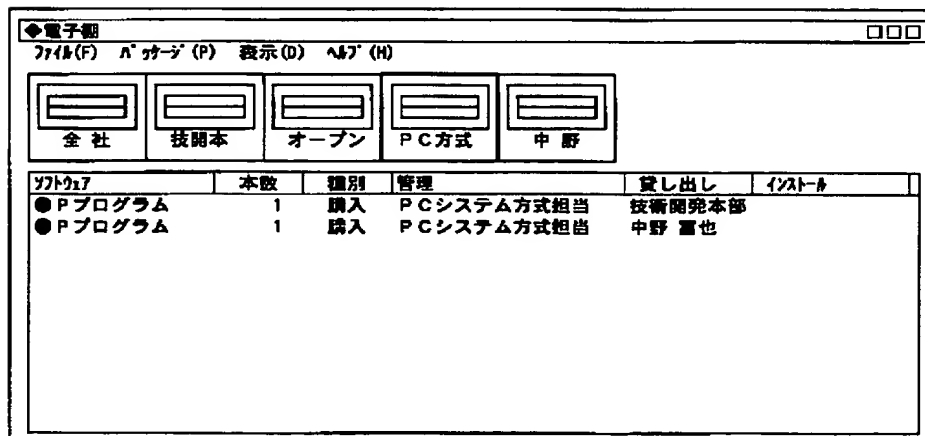 ◆電子棚
ファイル(F) パッケージ(P) 表示(D) ヘルプ(H)
全社 技開本 オープン PC方式 中野
ソフトウェア 本数 種別 管理 貸し出し インストール
●Pプログラム 1 購入 PCシステム方式担当 技術開発本部
●Pプログラム 1 購入 PCシステム方式担当 中野 富也